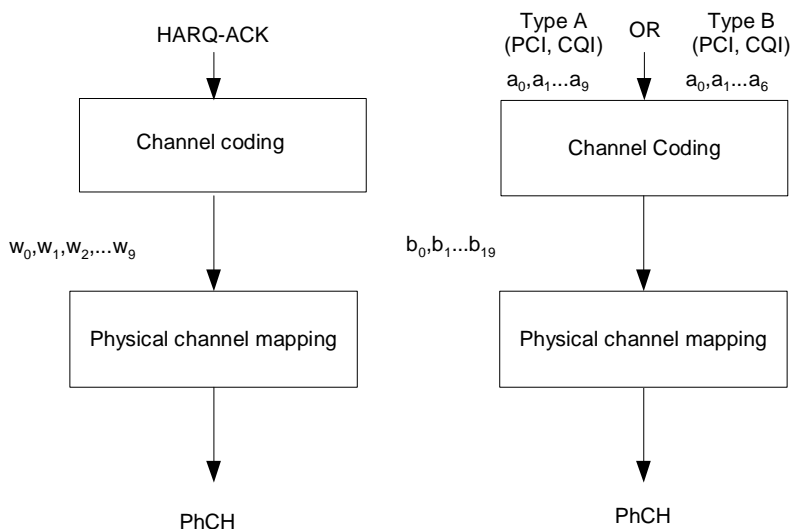 HARQ-ACK
Channel coding
w0,w1,w2,...w9
Physical channel mapping
PhCH
Type A
(PCI, CQI)
OR
Type B
(PCI, CQI)
a0,a1...a9
a0,a1...a6
Channel Coding
b0,b1...b19
Physical channel mapping
PhCH